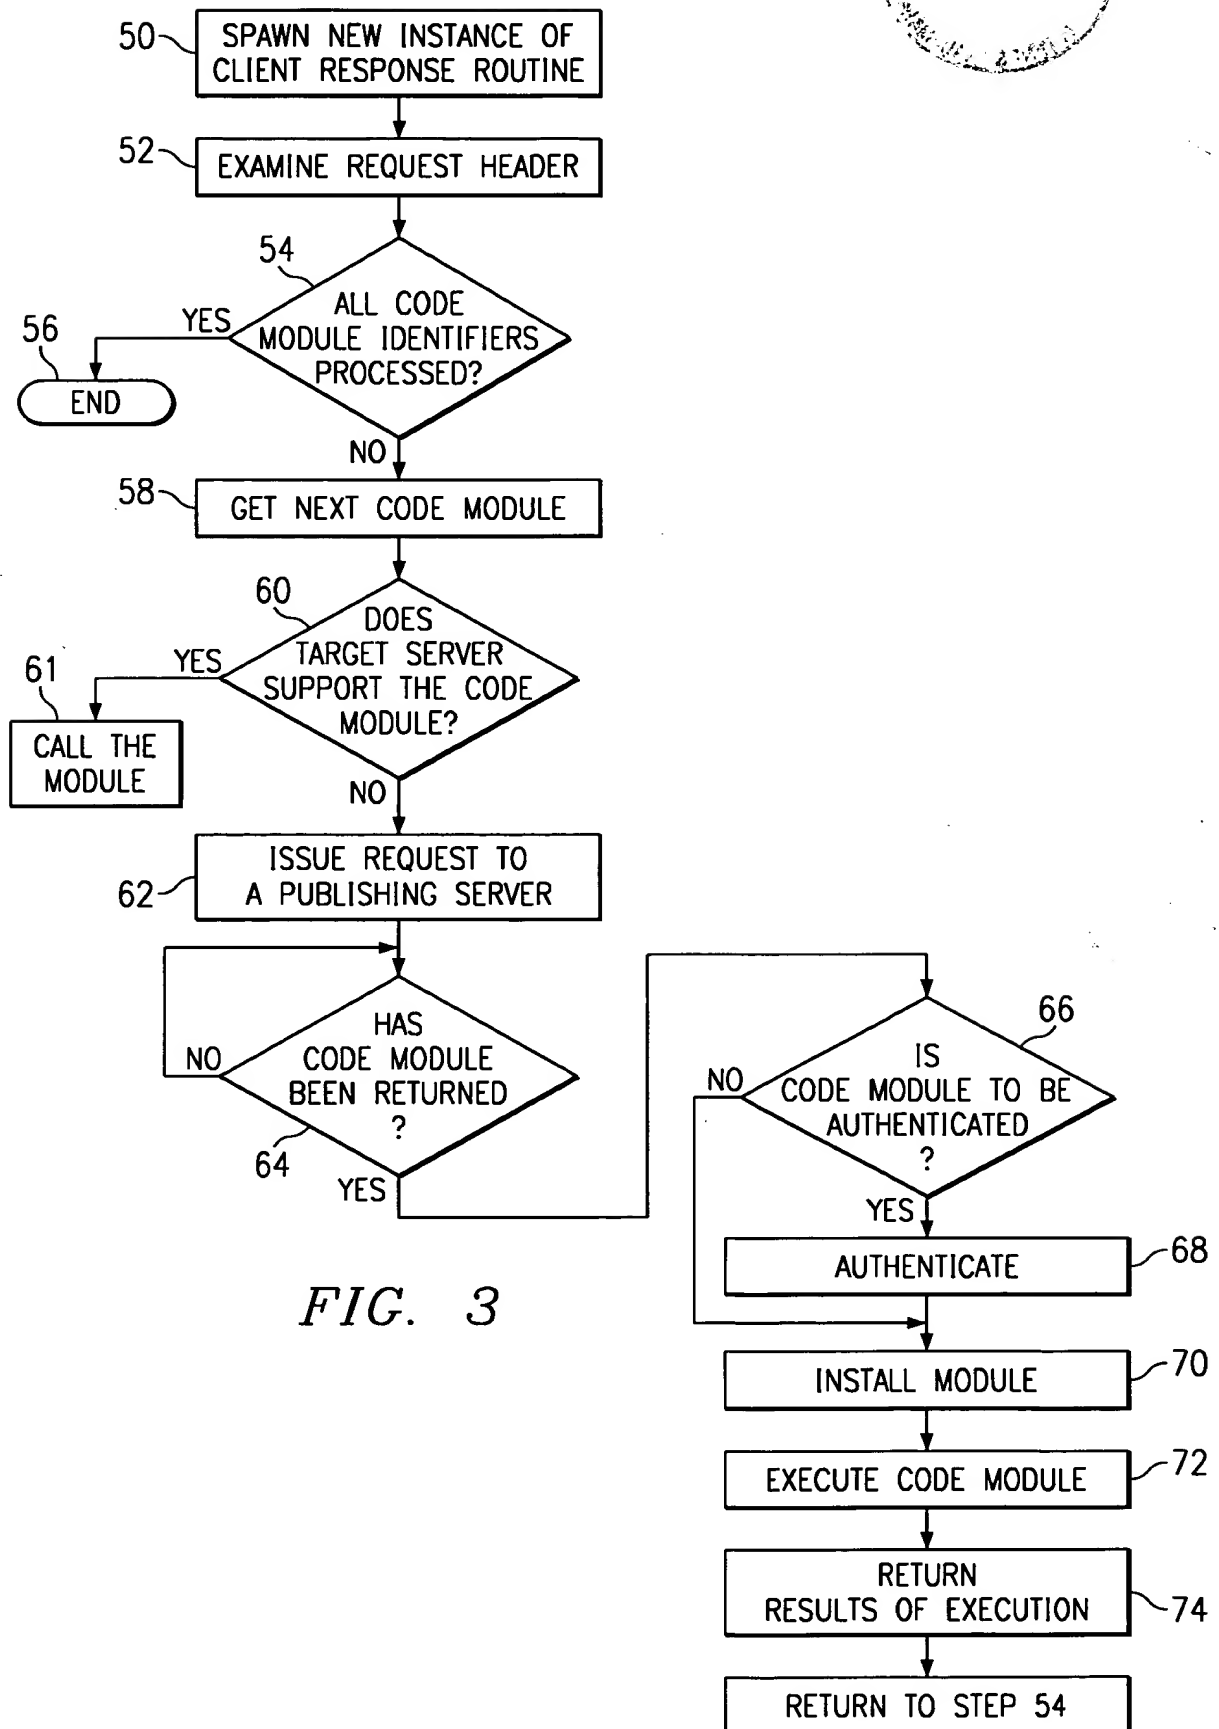 50
SPAWN NEW INSTANCE OF
CLIENT RESPONSE ROUTINE
52
EXAMINE REQUEST HEADER
54
ALL CODE
MODULE IDENTIFIERS
PROCESSED?
YES
56
END
NO
58
GET NEXT CODE MODULE
60
DOES
TARGET SERVER
SUPPORT THE CODE
MODULE?
YES
61
CALL THE
MODULE
NO
62
ISSUE REQUEST TO
A PUBLISHING SERVER
HAS
CODE MODULE
BEEN RETURNED
?
NO
64
YES
66
IS
CODE MODULE TO BE
AUTHENTICATED
?
NO
YES
AUTHENTICATE
68
INSTALL MODULE
70
EXECUTE CODE MODULE
72
RETURN
RESULTS OF EXECUTION
74
RETURN TO STEP 54
FIG. 3